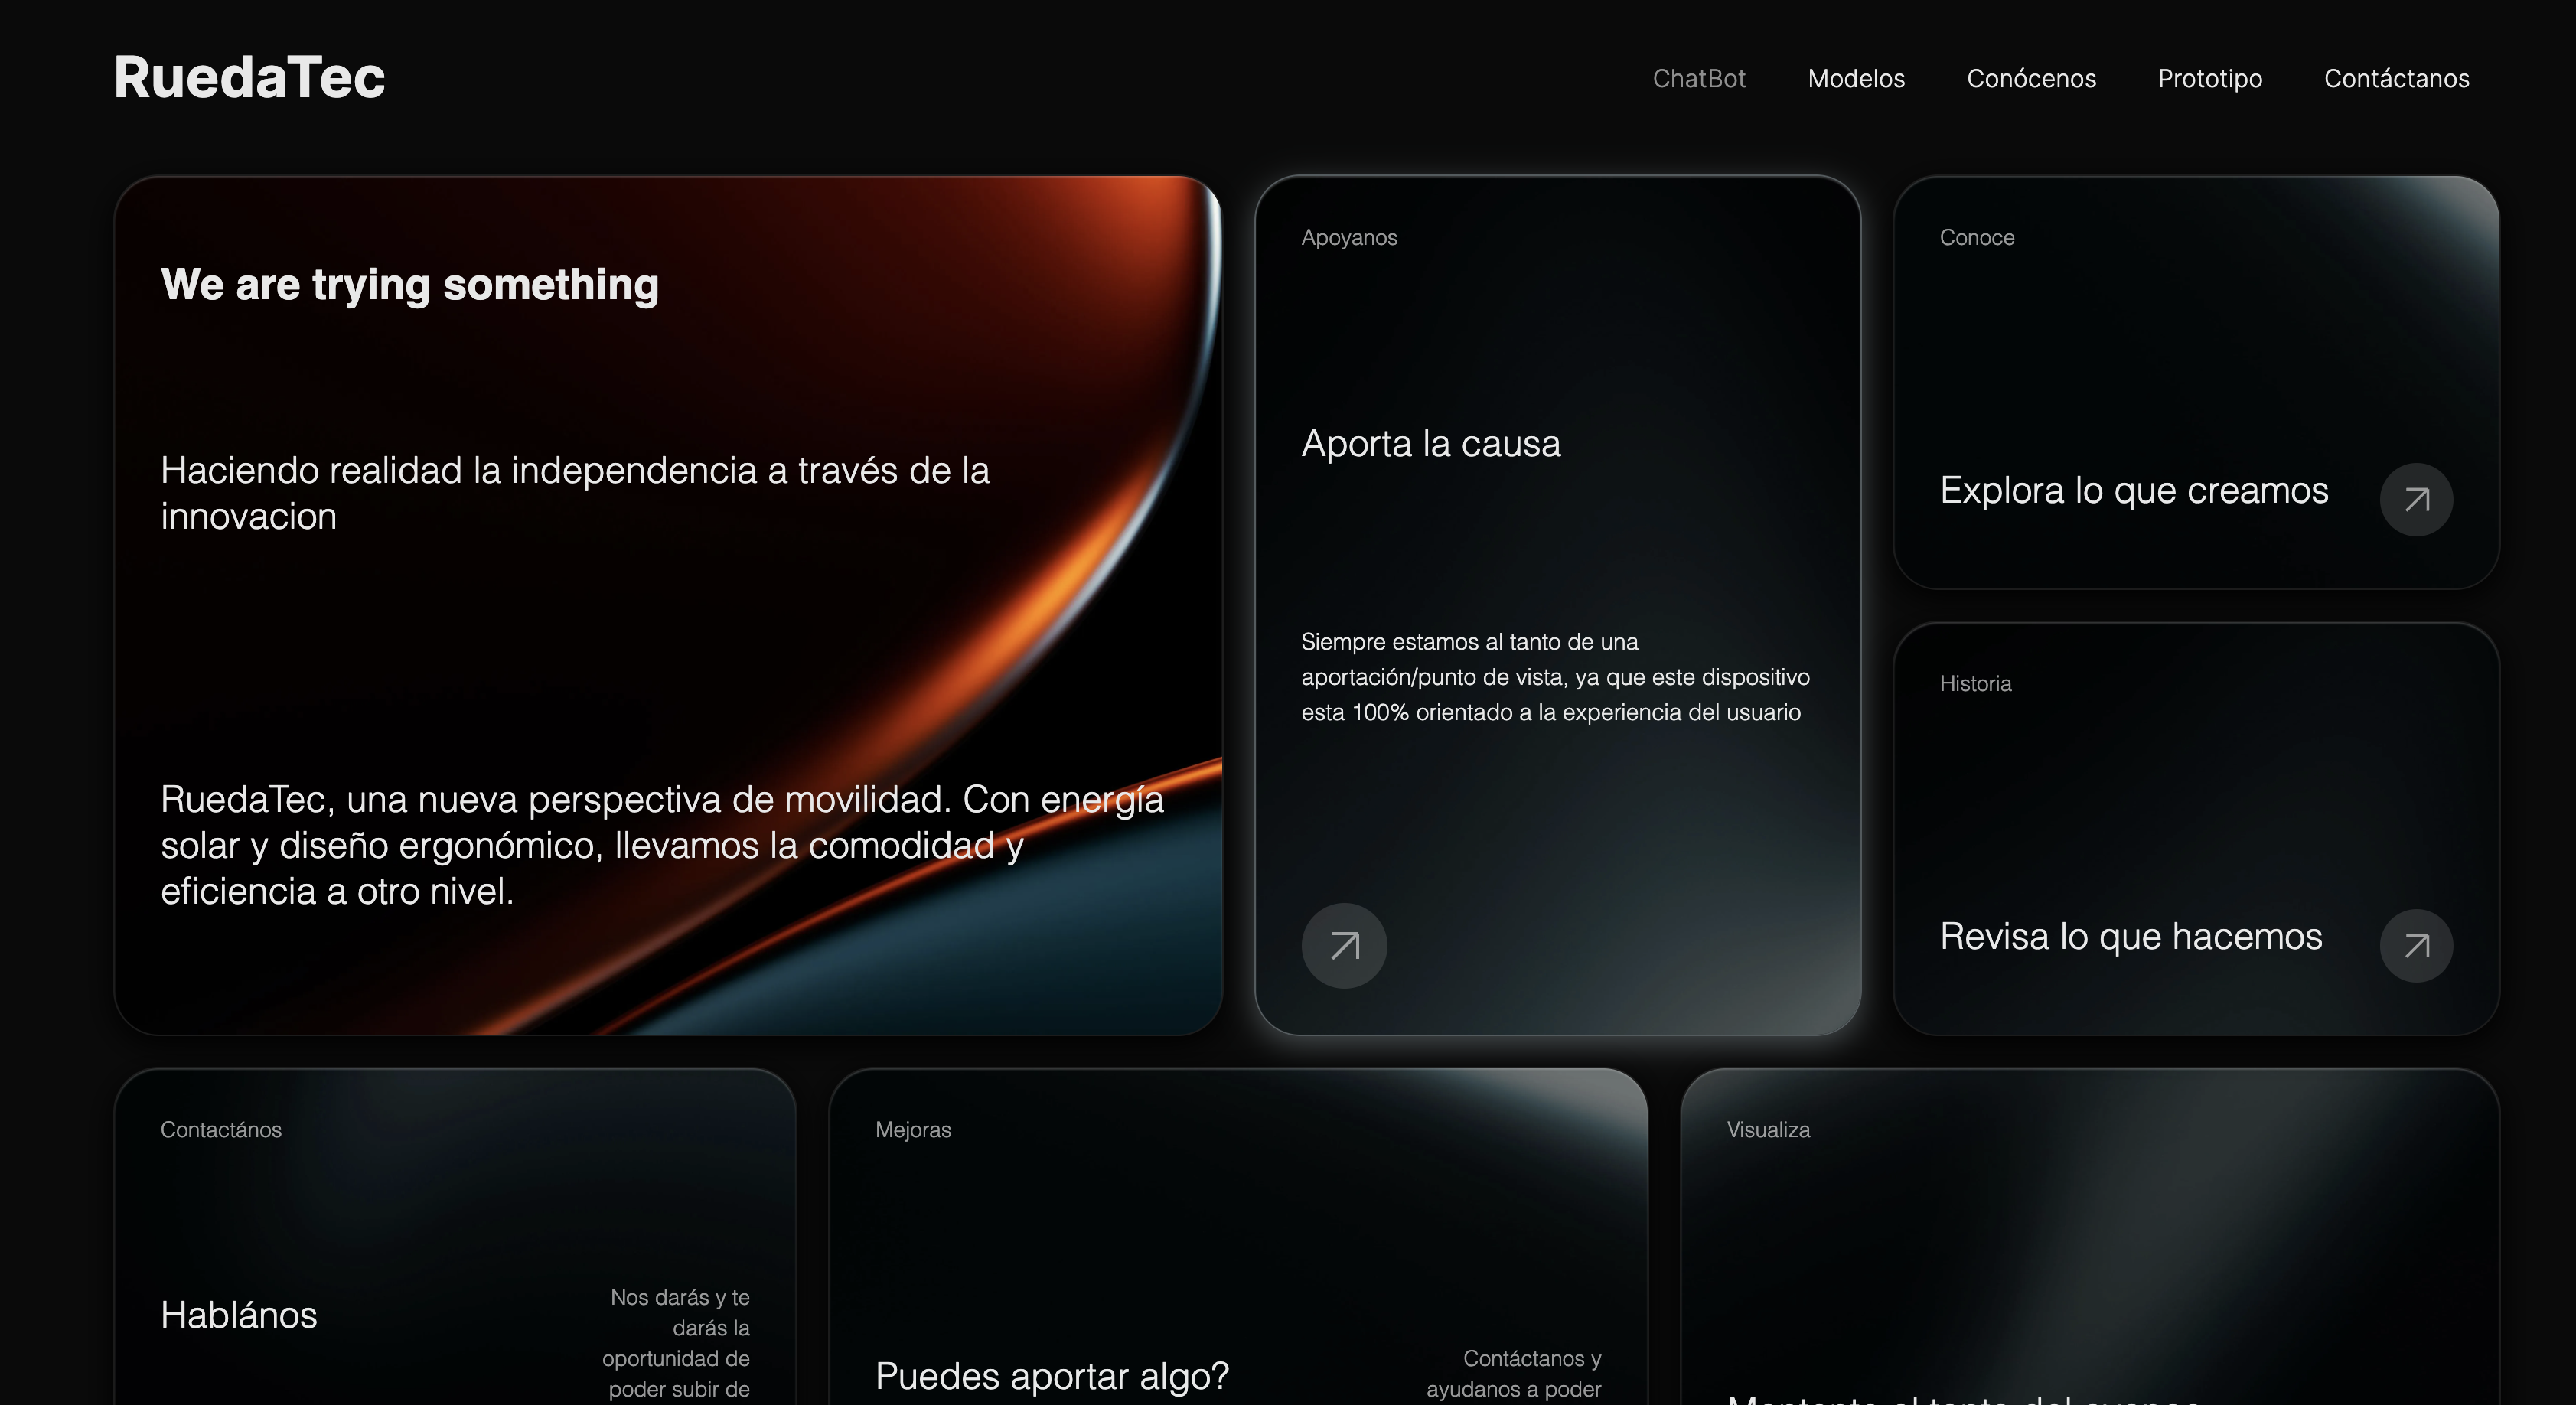 RuedaTec
ChatBot Modelos Conócenos Prototipo Contáctanos
We are trying something
Haciendo realidad la independencia a través de la
innovacion
RuedaTec, una nueva perspectiva de movilidad. Con energía
solar y diseño ergonómico, llevamos la comodidad y
eficiencia a otro nivel.
Apoyanos
Aporta la causa
Siempre estamos al tanto de una
aportación/punto de vista, ya que este dispositivo
esta 100% orientado a la experiencia del usuario
Conoce
Explora lo que creamos
Historia
Revisa lo que hacemos
Contactános
Hablános
Nos darás y te
darás la
oportunidad de
poder subir de
Mejoras
Puedes aportar algo?
Contáctanos y
ayudanos a poder
Visualiza